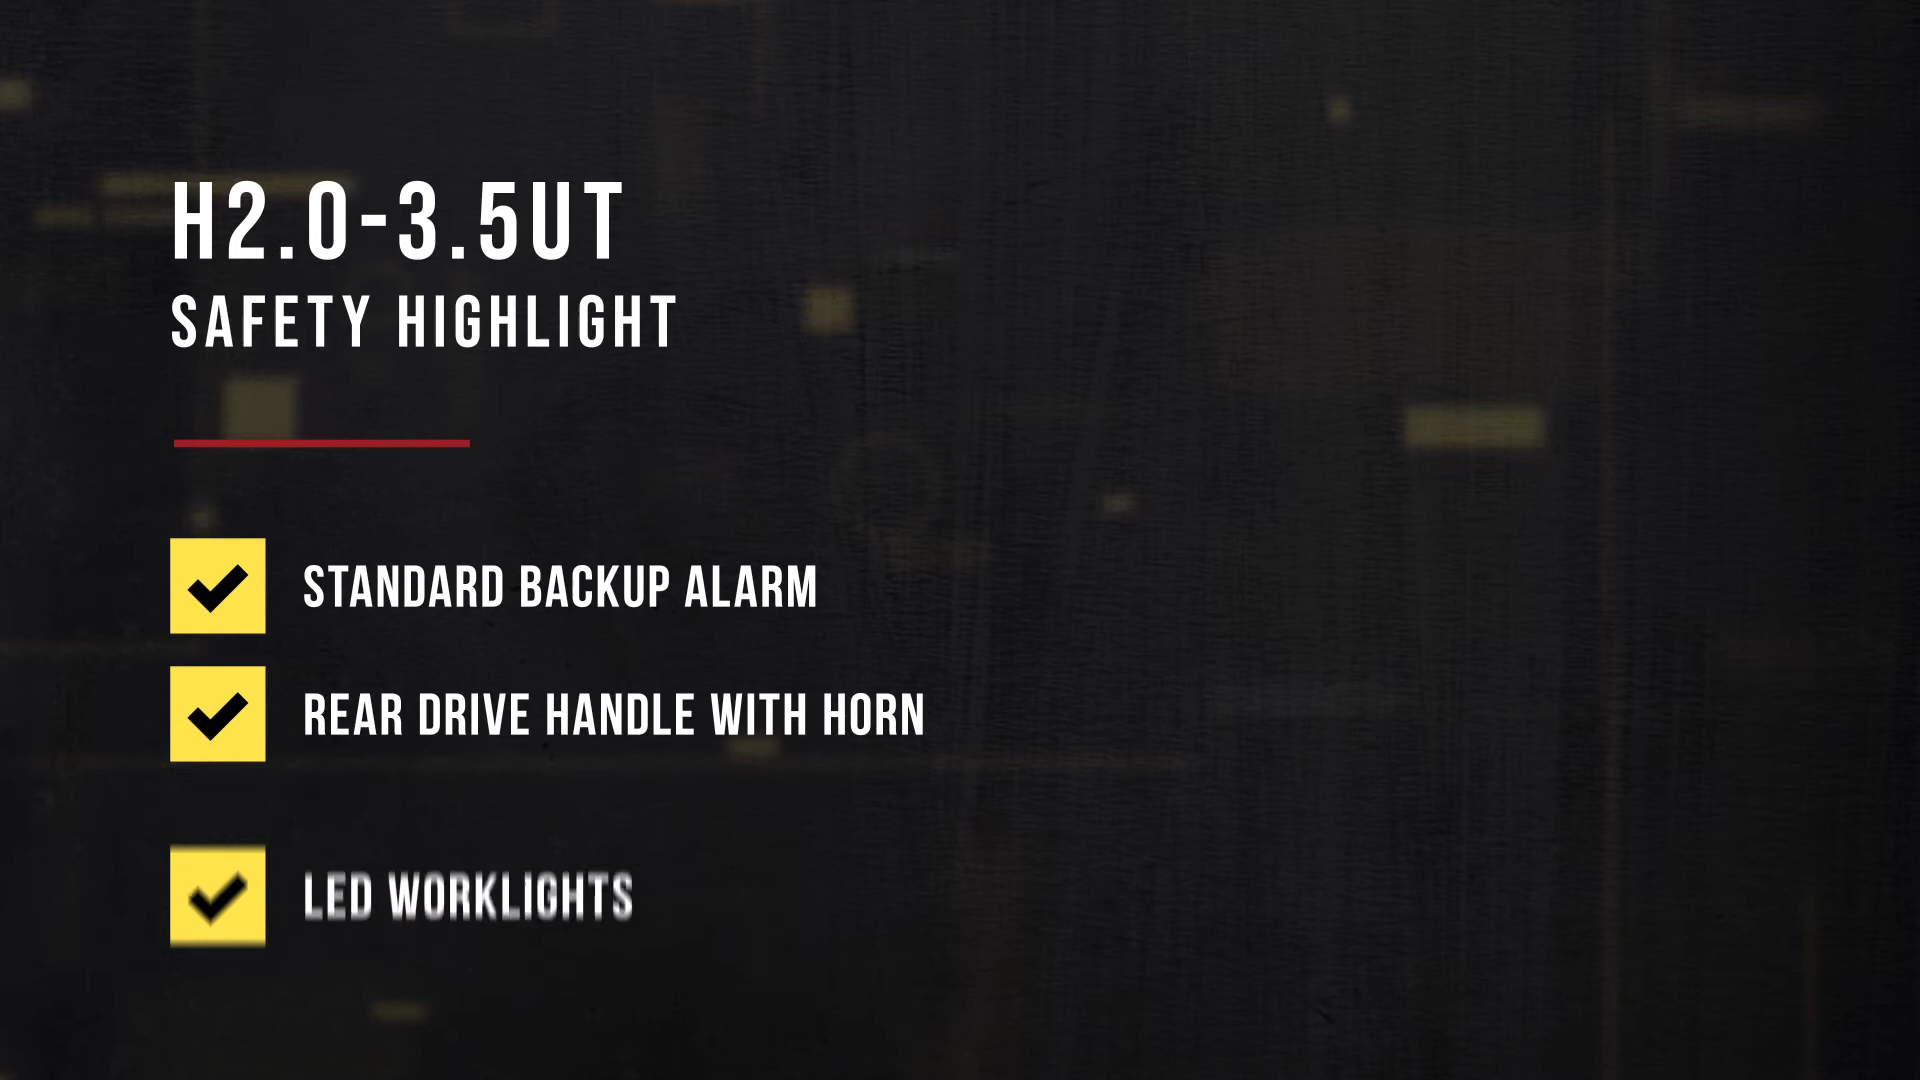 H2.0-3.5UT
SAFETY HIGHLIGHT
STANDARD BACKUP ALARM
REAR DRIVE HANDLE WITH HORN
LED WORKLIGHTS